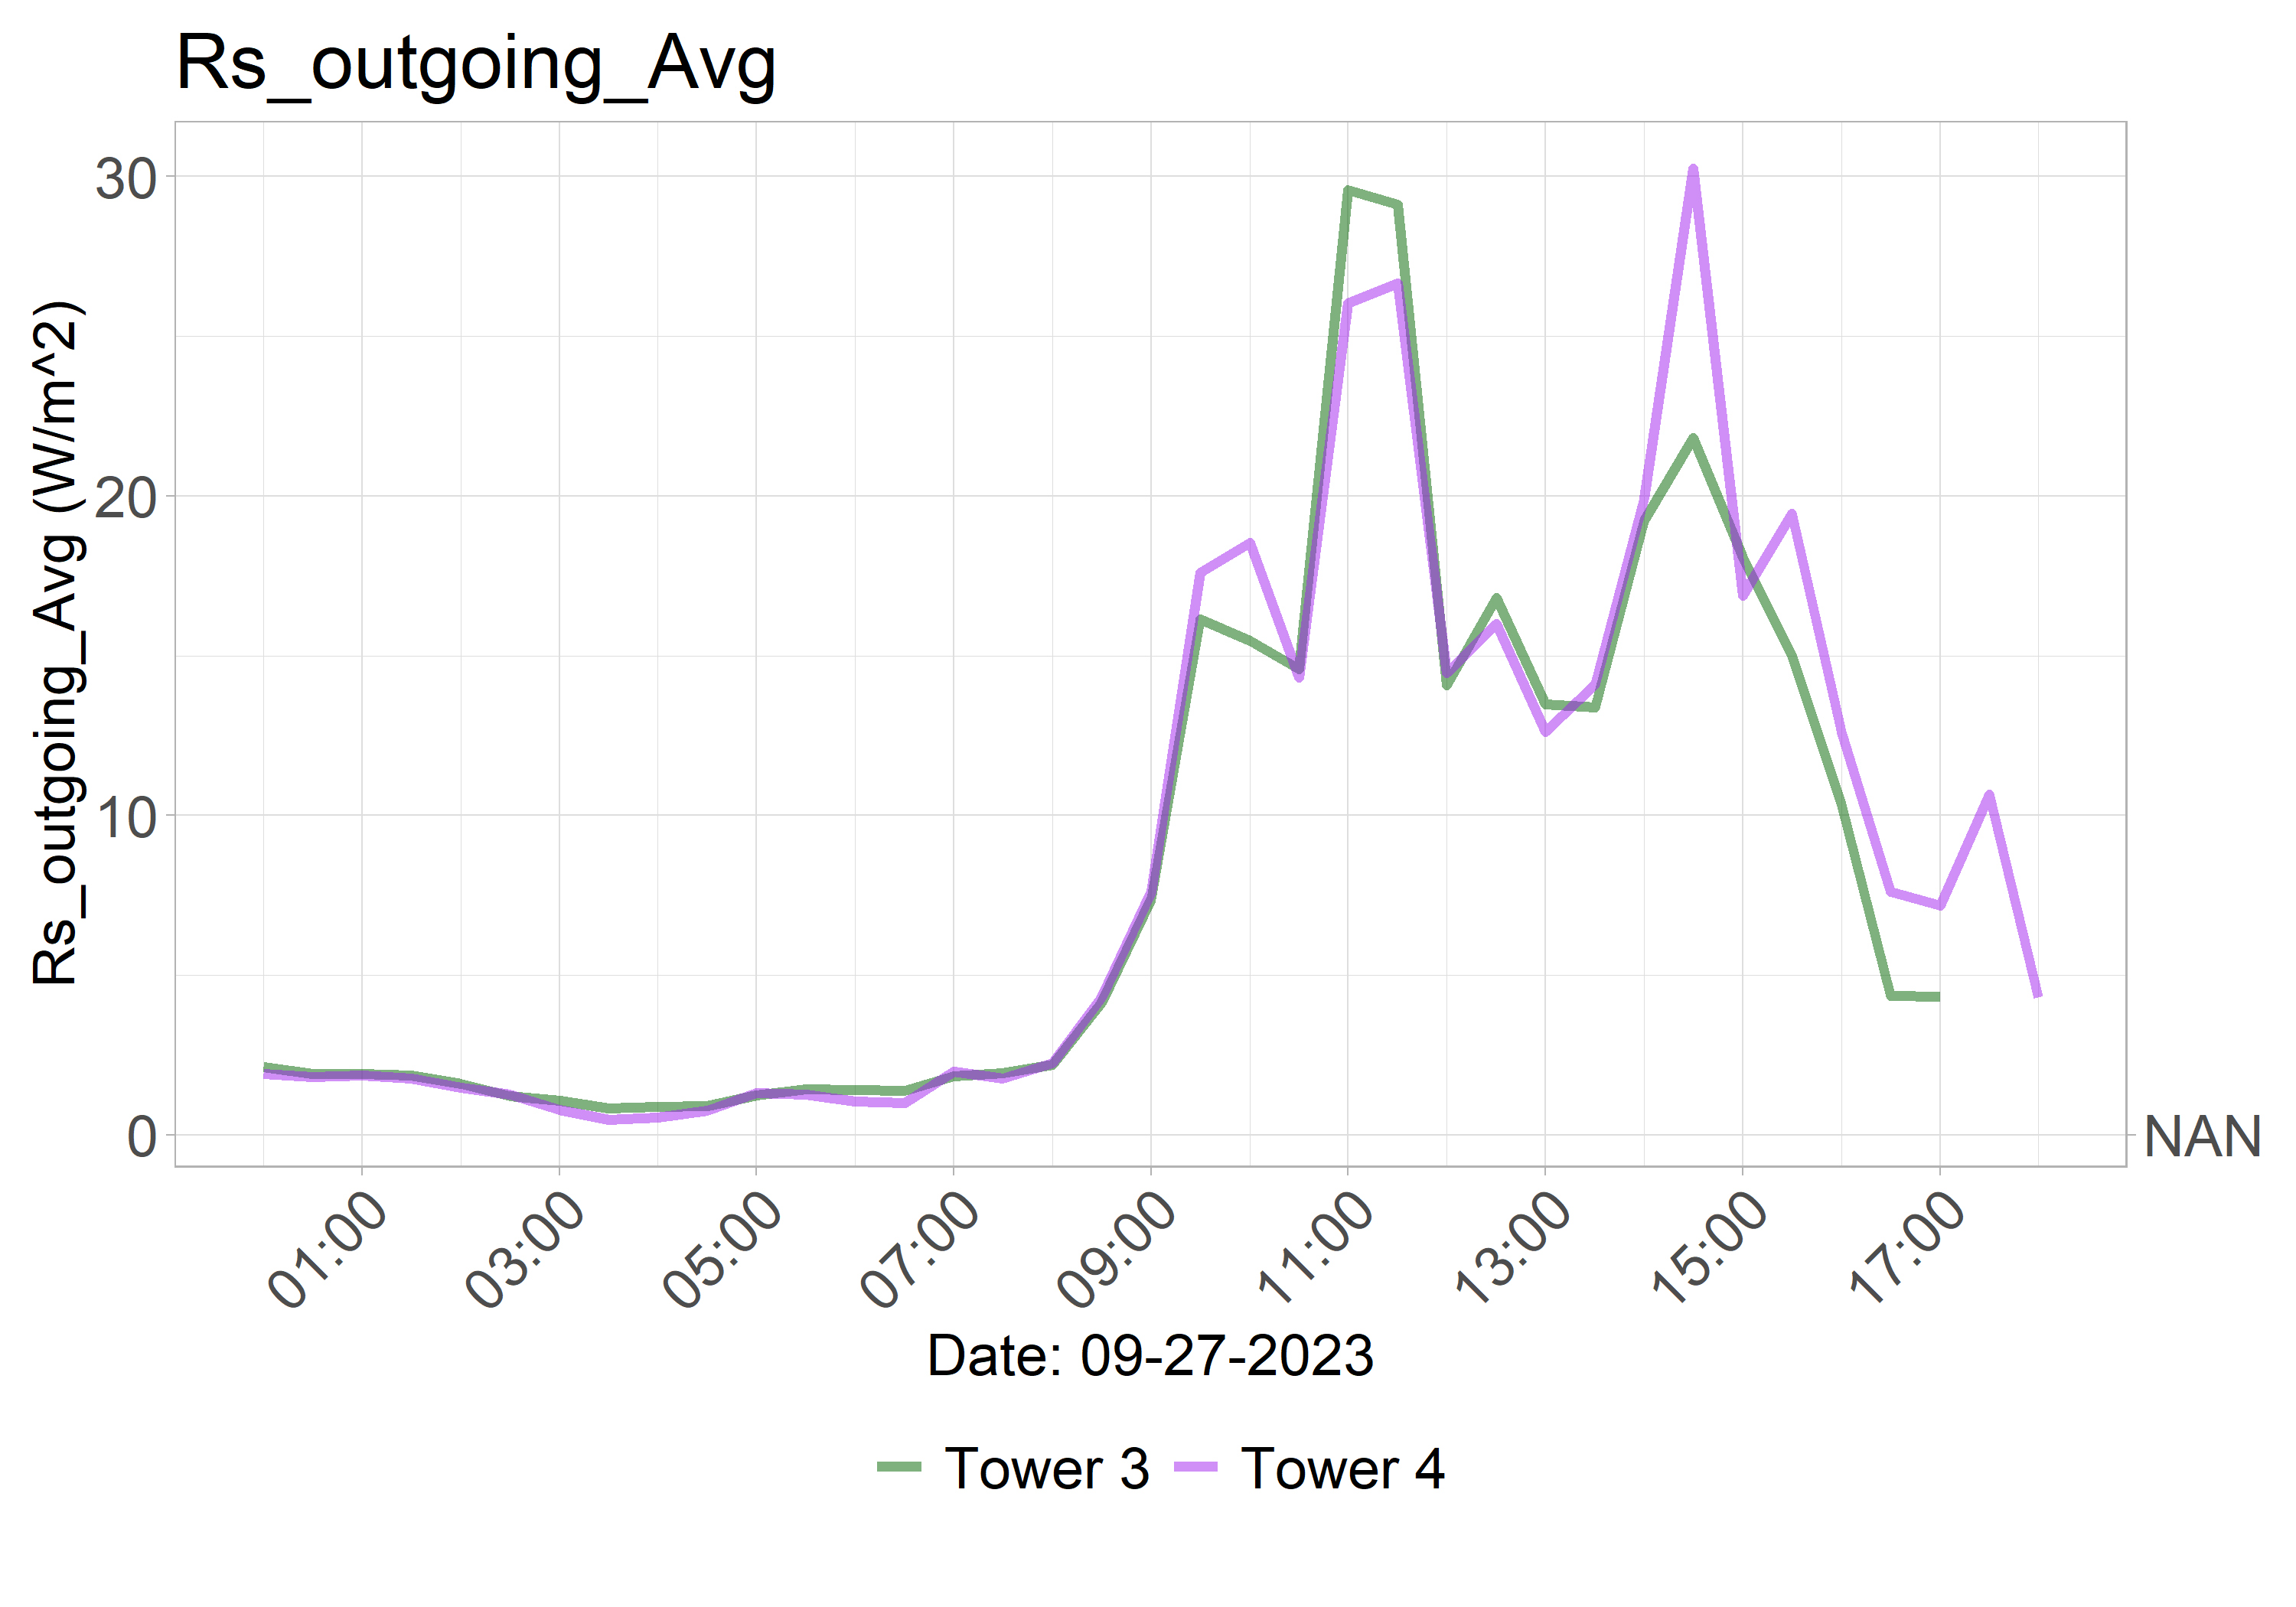 Rs_outgoing_Avg
Rs_outgoing_Avg (W/m^2)
30
20
10
0
NAN
01:00
03:00
05:00
07:00
09:00
11:00
13:00
15:00
17:00
Date: 09-27-2023
Tower 3
Tower 4